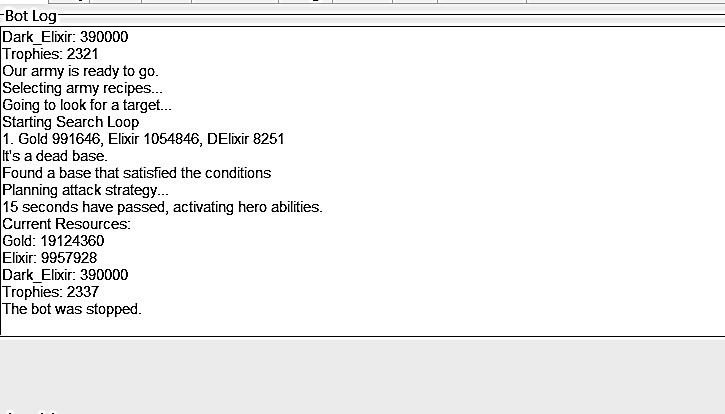 Bot Log
Dark_Elixir: 390000
Trophies: 2321
Our army is ready to go.
Selecting army recipes...
Going to look for a target...
Starting Search Loop
1. Gold 991646, Elixir 1054846, DElixir 8251
It's a dead base.
Found a base that satisfied the conditions
Planning attack strategy...
15 seconds have passed, activating hero abilities.
Current Resources:
Gold: 19124360
Elixir: 9957928
Dark_Elixir: 390000
Trophies: 2337
The bot was stopped.